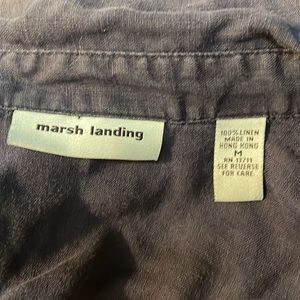 marsh landing
100% LINEN
MADE IN
HONG KONG
M
RN 13711
SEE REVERSE
FOR CARE